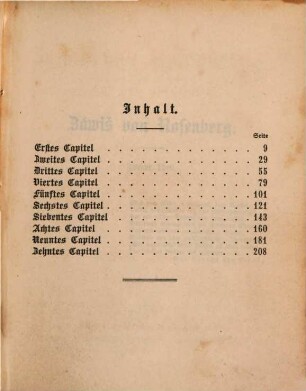 Inhalt.
Seite
Erstes Capitel . . . . . . . . . . . . 9
Zweites Capitel . . . . . . . . . . . . 29
Drittes Capitel . . . . . . . . . . . . 55
Viertes Capitel . . . . . . . . . . . . 79
Fünftes Capitel . . . . . . . . . . . . 101
Sechstes Capitel . . . . . . . . . . . . 121
Siebentes Capitel . . . . . . . . . . . . 143
Achtes Capitel . . . . . . . . . . . . 160
Neuntes Capitel . . . . . . . . . . . . 181
Zehntes Capitel . . . . . . . . . . . . 208